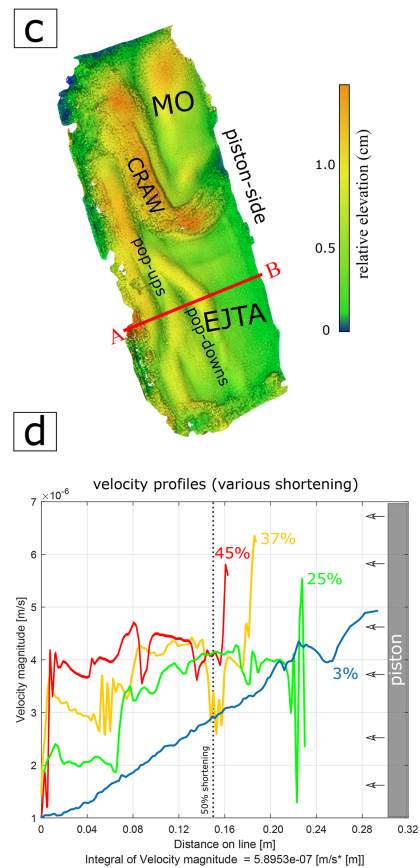 c
MO
CRAW
piston-side
pop-ups
pop-downs
EJTA
A
B
1.0
0.5
0
relative elevation (cm)
d
velocity profiles (various shortening)
×10⁻⁶
7
6
5
4
3
2
1
Velocity magnitude [m/s]
45%
37%
25%
3%
50% shortening
piston
0 0.04 0.08 0.12 0.16 0.20 0.24 0.28 0.32
Distance on line [m]
Integral of Velocity magnitude = 5.8953e-07 [m/s* [m]]